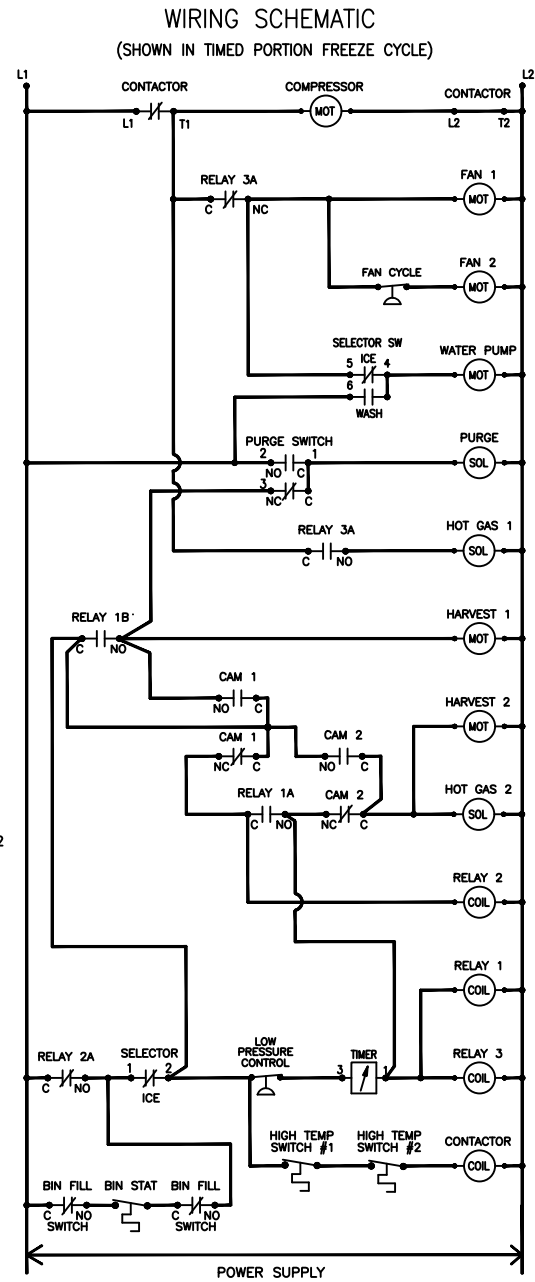 WIRING SCHEMATIC
(SHOWN IN TIMED PORTION FREEZE CYCLE)
L1 L2
CONTACTOR COMPRESSOR CONTACTOR
MOT
L1 T1 L2 T2
RELAY 3A FAN 1
C NC MOT
FAN CYCLE FAN 2
MOT
SELECTOR SW
5 ICE 4 WATER PUMP
MOT
6
WASH
PURGE SWITCH PURGE
2 1
NO C SOL
3
NC C
RELAY 3A HOT GAS 1
C NO SOL
RELAY 1B HARVEST 1
C NO MOT
CAM 1
NO C
HARVEST 2
MOT
CAM 1 CAM 2
NC C NO C
RELAY 1A CAM 2 HOT GAS 2
C NO NC C SOL
2
RELAY 2
COIL
RELAY 1
COIL
LOW
PRESSURE
CONTROL
RELAY 2A SELECTOR TIMER RELAY 3
1 2 3 1
C NO ICE COIL
HIGH TEMP HIGH TEMP CONTACTOR
SWITCH #1 SWITCH #2
COIL
BIN FILL BIN STAT BIN FILL
C NO C NO
SWITCH SWITCH
POWER SUPPLY